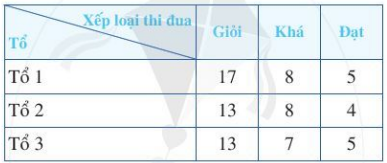 Xếp loại thi đua Giỏi Khá Đạt
Tổ
Tổ 1 17 8 5
Tổ 2 13 8 4
Tổ 3 13 7 5